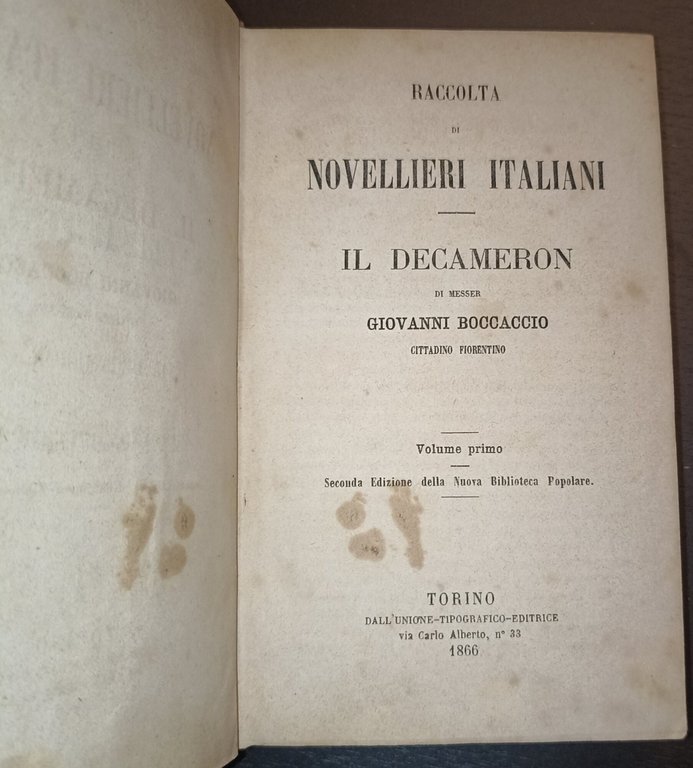 RACCOLTA
DI
NOVELLIERI ITALIANI
IL DECAMERON
DI MESSER
GIOVANNI BOCCACCIO
CITTADINO FIORENTINO
Volume primo
Seconda Edizione della Nuova Biblioteca Popolare.
TORINO
DALL'UNIONE-TIPOGRAFICO-EDITRICE
via Carlo Alberto, n° 33
1866